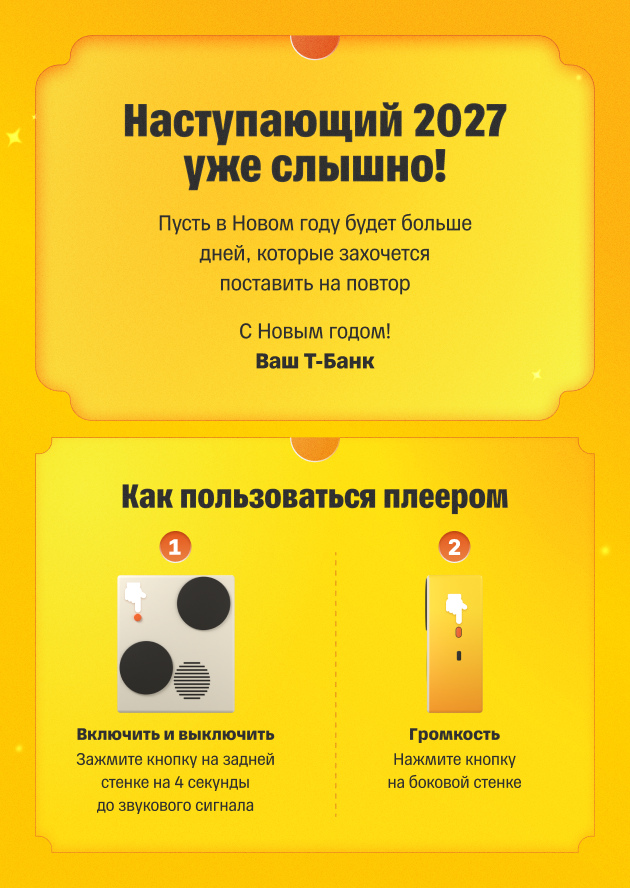 Наступающий 2027
уже слышно!
Пусть в Новом году будет больше
дней, которые захочется
поставить на повтор
С Новым годом!
Ваш Т-Банк
Как пользоваться плеером
1
Включить и выключить
Зажмите кнопку на задней
стенке на 4 секунды
до звукового сигнала
2
Громкость
Нажмите кнопку
на боковой стенке